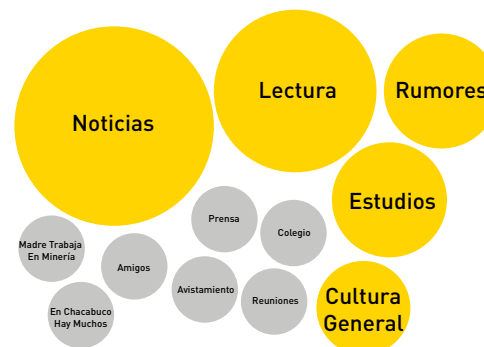 Noticias
Lectura
Rumores
Estudios
Prensa
Colegio
Madre Trabaja
En Minería
Amigos
Avistamiento
Reuniones
En Chacabuco
Hay Muchos
Cultura
General